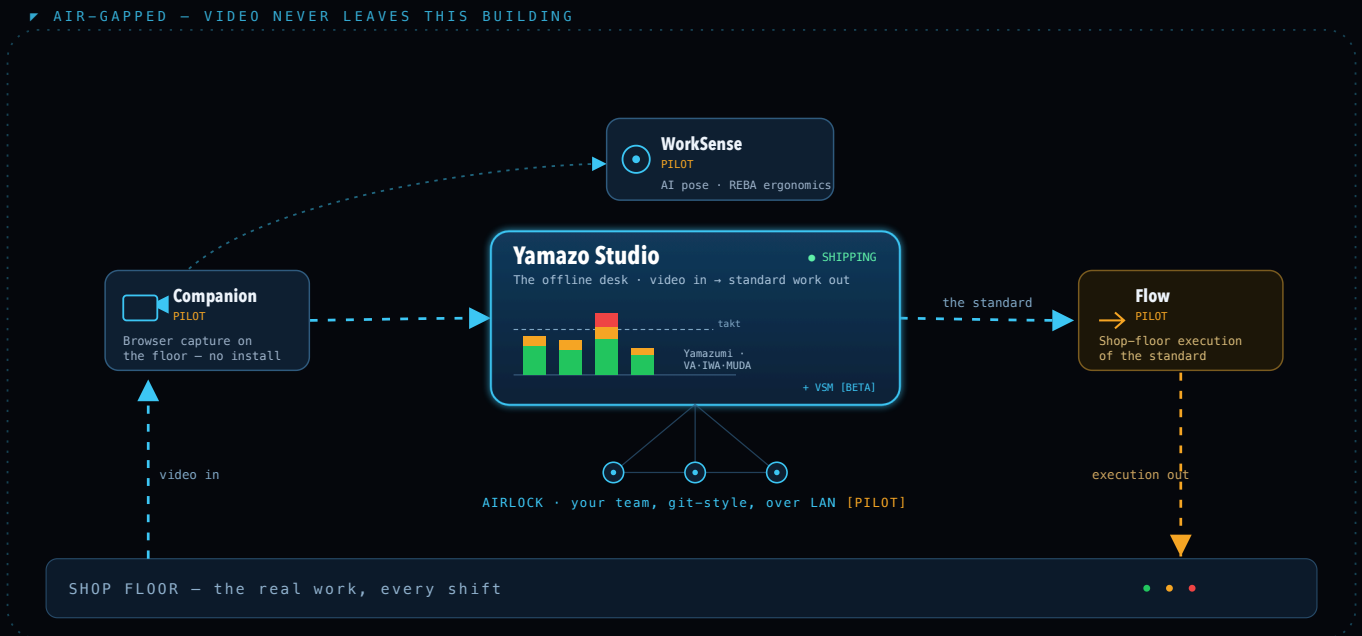 ◤ AIR–GAPPED — VIDEO NEVER LEAVES THIS BUILDING
WorkSense
PILOT
AI pose · REBA ergonomics
Yamazo Studio
● SHIPPING
The offline desk · video in → standard work out
takt
Yamazumi ·
VA·IWA·MUDA
+ VSM [BETA]
Companion
PILOT
Browser capture on
the floor — no install
the standard
Flow
PILOT
Shop–floor execution
of the standard
video in
execution out
AIRLOCK · your team, git–style, over LAN [PILOT]
SHOP FLOOR — the real work, every shift